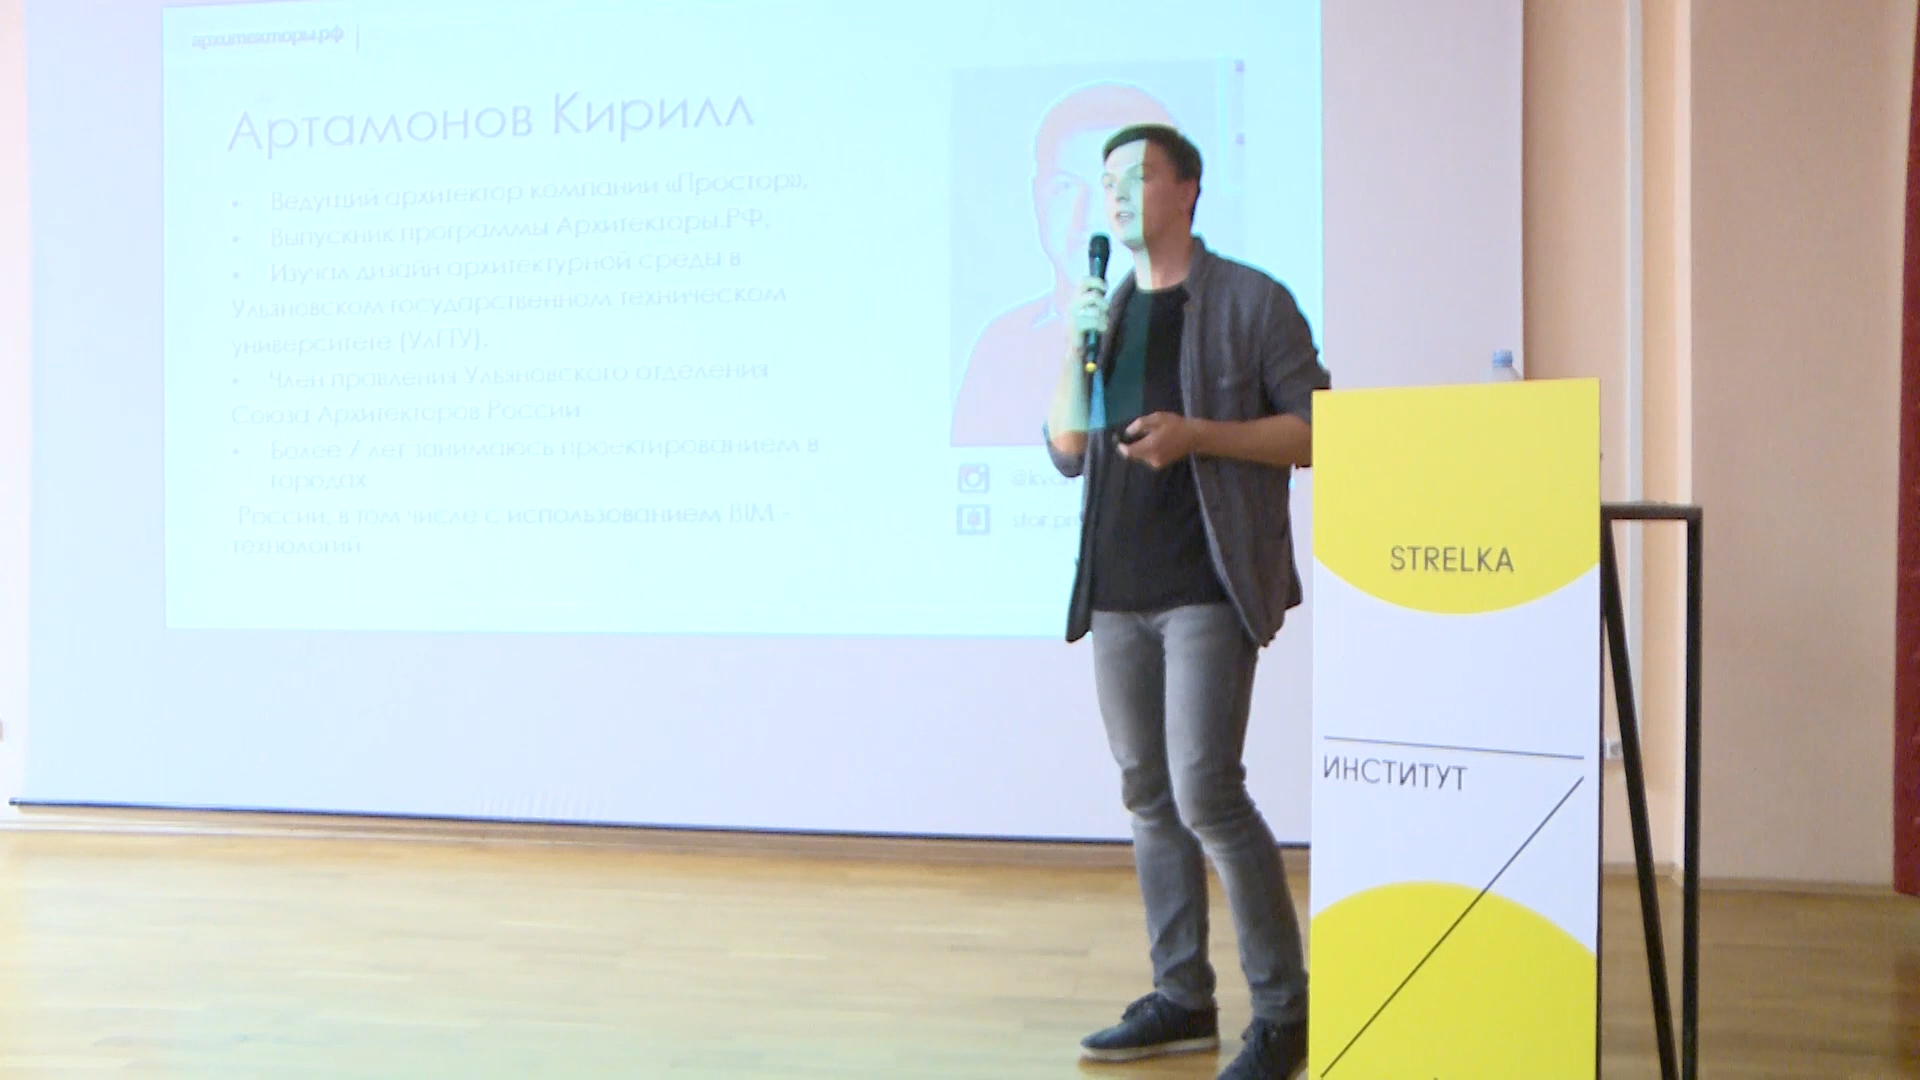 архитекторы.рф
Артамонов Кирилл
• Ведущий архитектор компании «Простор»,
• Выпускник программы Архитекторы.РФ,
• Изучал дизайн архитектурной среды в
Ульяновском государственном техническом
университете (УлГТУ).
• Член правления Ульяновского отделения
Союза Архитекторов России
• Более 7 лет занимаюсь проектированием в
городах
России, в том числе с использованием BIM -
технологий
STRELKA
ИНСТИТУТ